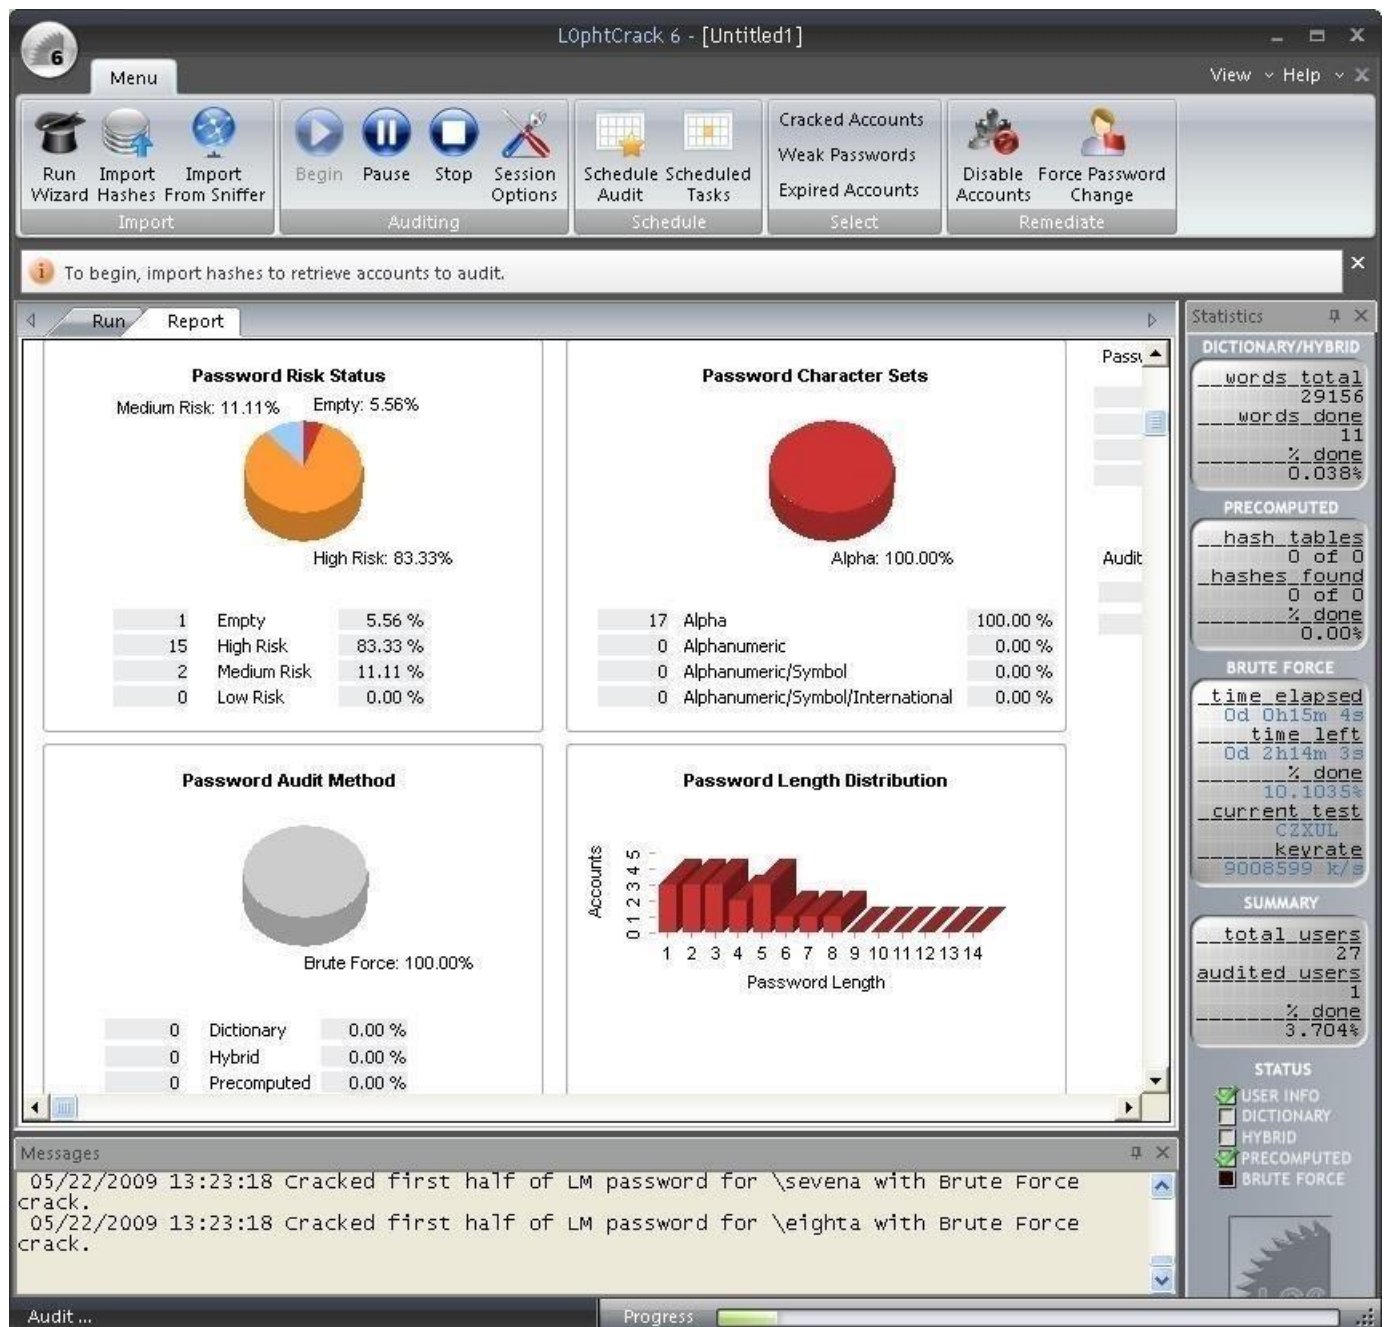 L0phtCrack 6 - [Untitled1]
6
Menu
View Help
Run Wizard
Import Hashes
Import From Sniffer
Import
Begin
Pause
Stop
Session Options
Auditing
Schedule Audit
Scheduled Tasks
Schedule
Cracked Accounts
Weak Passwords
Expired Accounts
Select
Disable Accounts
Force Password Change
Remediate
To begin, import hashes to retrieve accounts to audit.
Run Report
Password Risk Status
Medium Risk: 11.11% Empty: 5.56%
High Risk: 83.33%
1 Empty 5.56 %
15 High Risk 83.33 %
2 Medium Risk 11.11 %
0 Low Risk 0.00 %
Password Character Sets
Alpha: 100.00%
17 Alpha 100.00 %
0 Alphanumeric 0.00 %
0 Alphanumeric/Symbol 0.00 %
0 Alphanumeric/Symbol/International 0.00 %
Audit
Password Audit Method
Brute Force: 100.00%
0 Dictionary 0.00 %
0 Hybrid 0.00 %
0 Precomputed 0.00 %
Password Length Distribution
Accounts
0 1 2 3 4 5
1 2 3 4 5 6 7 8 9 10 11 12 13 14
Password Length
Statistics
DICTIONARY/HYBRID
words total
29156
words done
11
% done
0.038%
PRECOMPUTED
hash tables
0 of 0
hashes found
0 of 0
% done
0.00%
BRUTE FORCE
time elapsed
0d 0h15m 4s
time left
0d 2h14m 3s
% done
10.1035%
current test
CZXUL
keyrate
9008599 k/s
SUMMARY
total users
27
audited users
1
% done
3.704%
STATUS
USER INFO
DICTIONARY
HYBRID
PRECOMPUTED
BRUTE FORCE
Messages
05/22/2009 13:23:18 Cracked first half of LM password for \sevena with Brute Force
crack.
05/22/2009 13:23:18 Cracked first half of LM password for \eighta with Brute Force
crack.
Audit ...
Progress